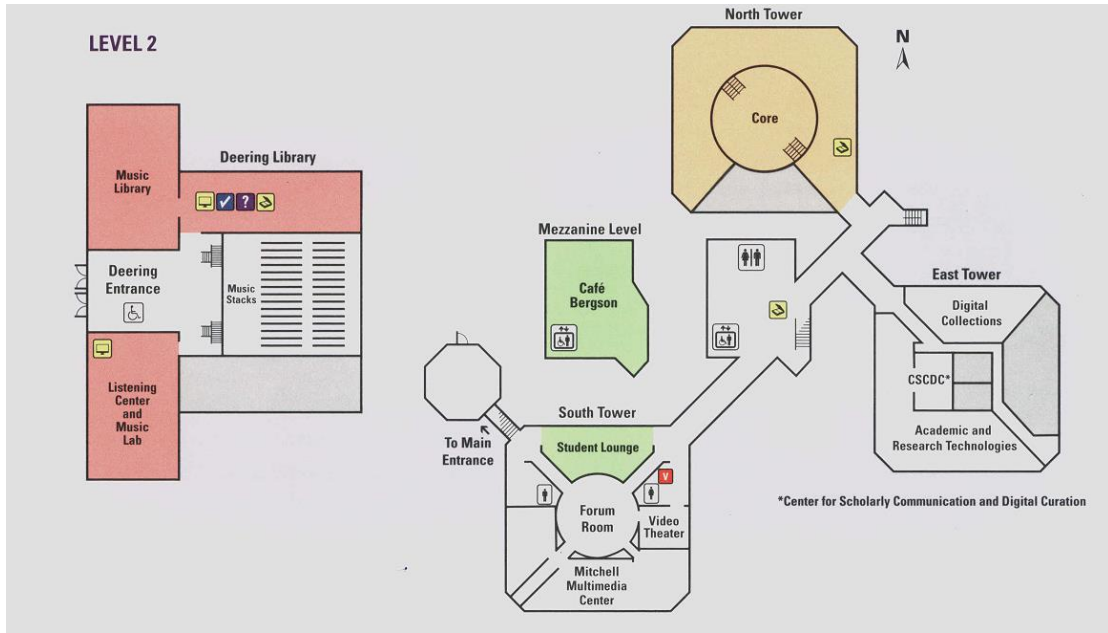 LEVEL 2
North Tower
N
Core
Deering Library
Music
Library
?
Deering
Entrance
Music
Stacks
Listening
Center
and
Music
Lab
Mezzanine Level
Café
Bergson
East Tower
Digital
Collections
CSCDC*
Academic and
Research Technologies
To Main
Entrance
South Tower
Student Lounge
V
Forum
Room
Video
Theater
Mitchell
Multimedia
Center
*Center for Scholarly Communication and Digital Curation